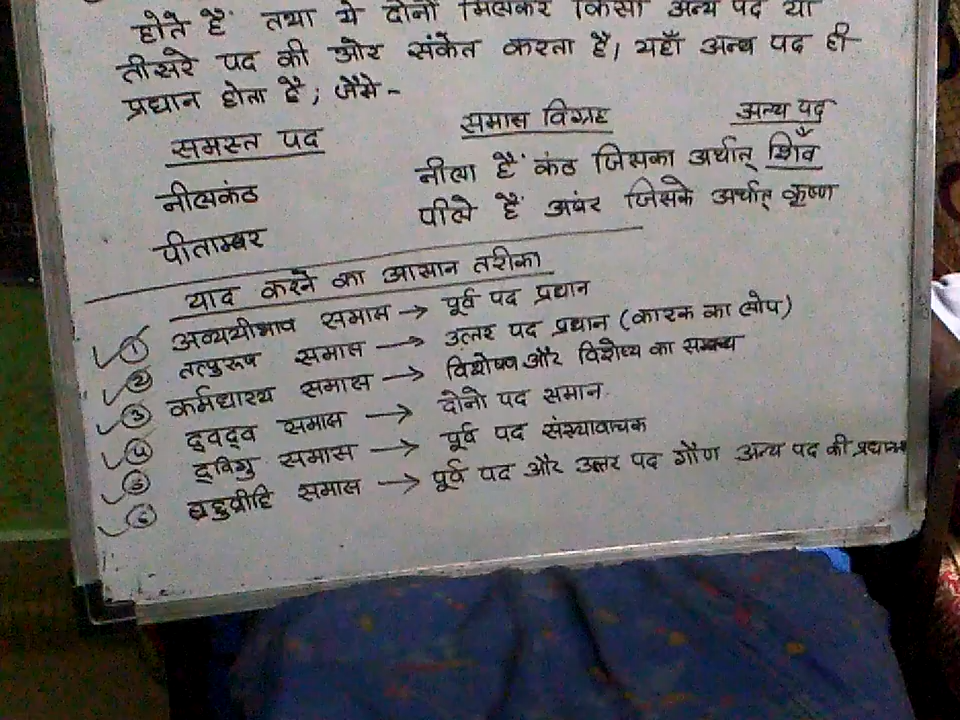 होते हैं तथा ये दोनों मिलकर किसी अन्य पद या
तीसरे पद की ओर संकेत करता है। यहाँ अन्य पद ही
प्रधान होता है; जैसे -
समस्त पद समास विग्रह अन्य पद
नीलकंठ नीला है कंठ जिसका अर्थात् शिव
पीताम्बर पीले हैं अंबर जिसके अर्थात् कृष्ण
याद करने का आसान तरीका
① अव्ययीभाव समास → पूर्व पद प्रधान
② तत्पुरूष समास → उत्तर पद प्रधान (कारक का लोप)
③ कर्मधारय समास → विशेषण और विशेष्य का सम्बन्ध
④ द्वंद्व समास → दोनो पद समान
⑤ द्विगु समास → पूर्व पद संख्यावाचक
⑥ बहुव्रीहि समास → पूर्व पद और उत्तर पद गौण अन्य पद की प्रधानता